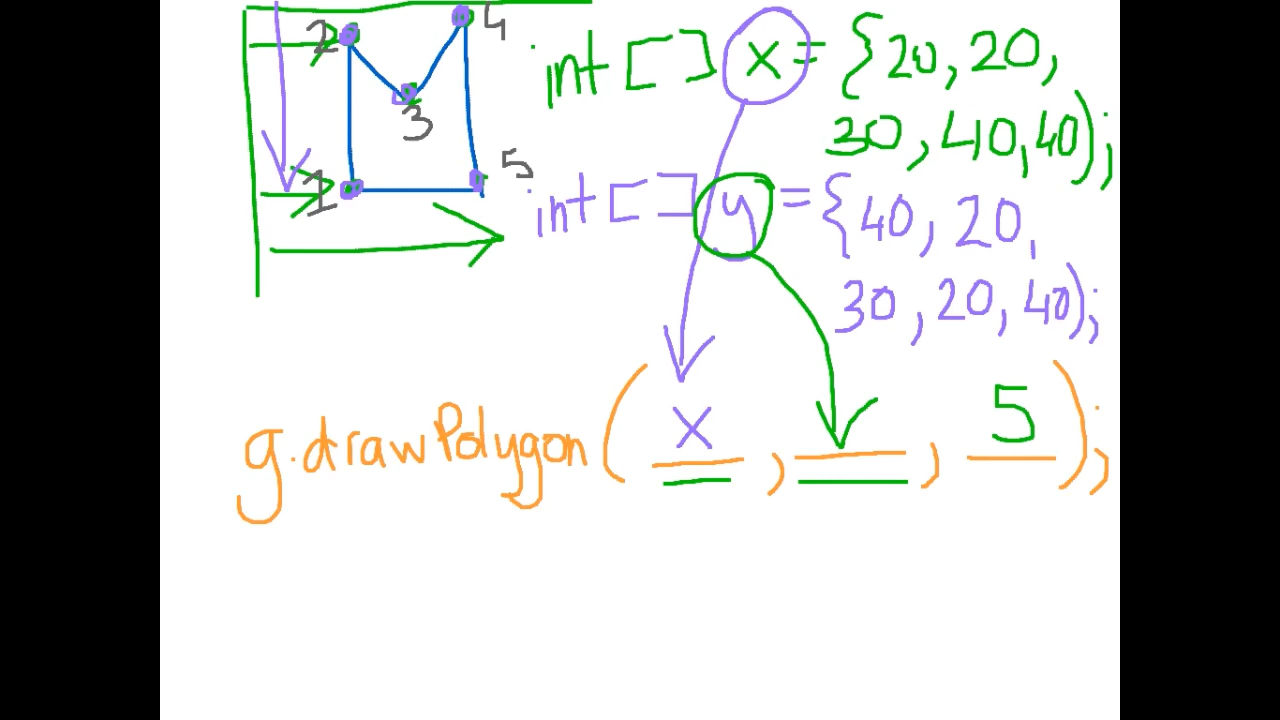 2 4
3
1 5
int [ ] x = {20, 20,
30, 40, 40);
int [ ] y = {40, 20,
30, 20, 40);
g.drawPolygon( x , , 5 );